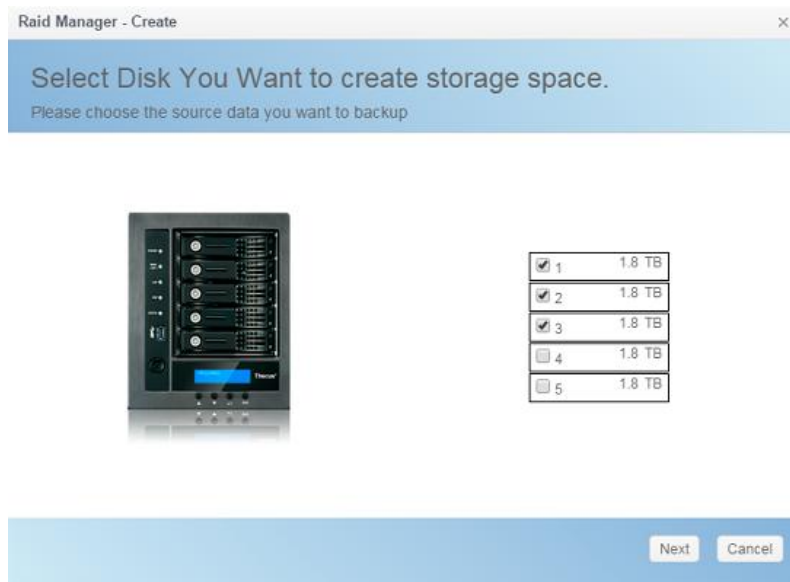 Raid Manager - Create
×
Select Disk You Want to create storage space.
Please choose the source data you want to backup
1 1.8 TB
2 1.8 TB
3 1.8 TB
4 1.8 TB
5 1.8 TB
Thecus
Next Cancel